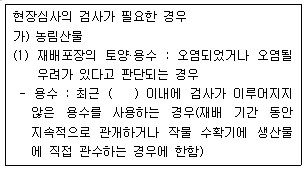 현장심사의 검사가 필요한 경우
가) 농림산물
(1) 재배포장의 토양·용수 : 오염되었거나 오염될
우려가 있다고 판단되는 경우
- 용수 : 최근 (   ) 이내에 검사가 이루어지지
않은 용수를 사용하는 경우(재배 기간 동안
지속적으로 관개하거나 작물 수확기에 생산물
에 직접 관수하는 경우에 한함)